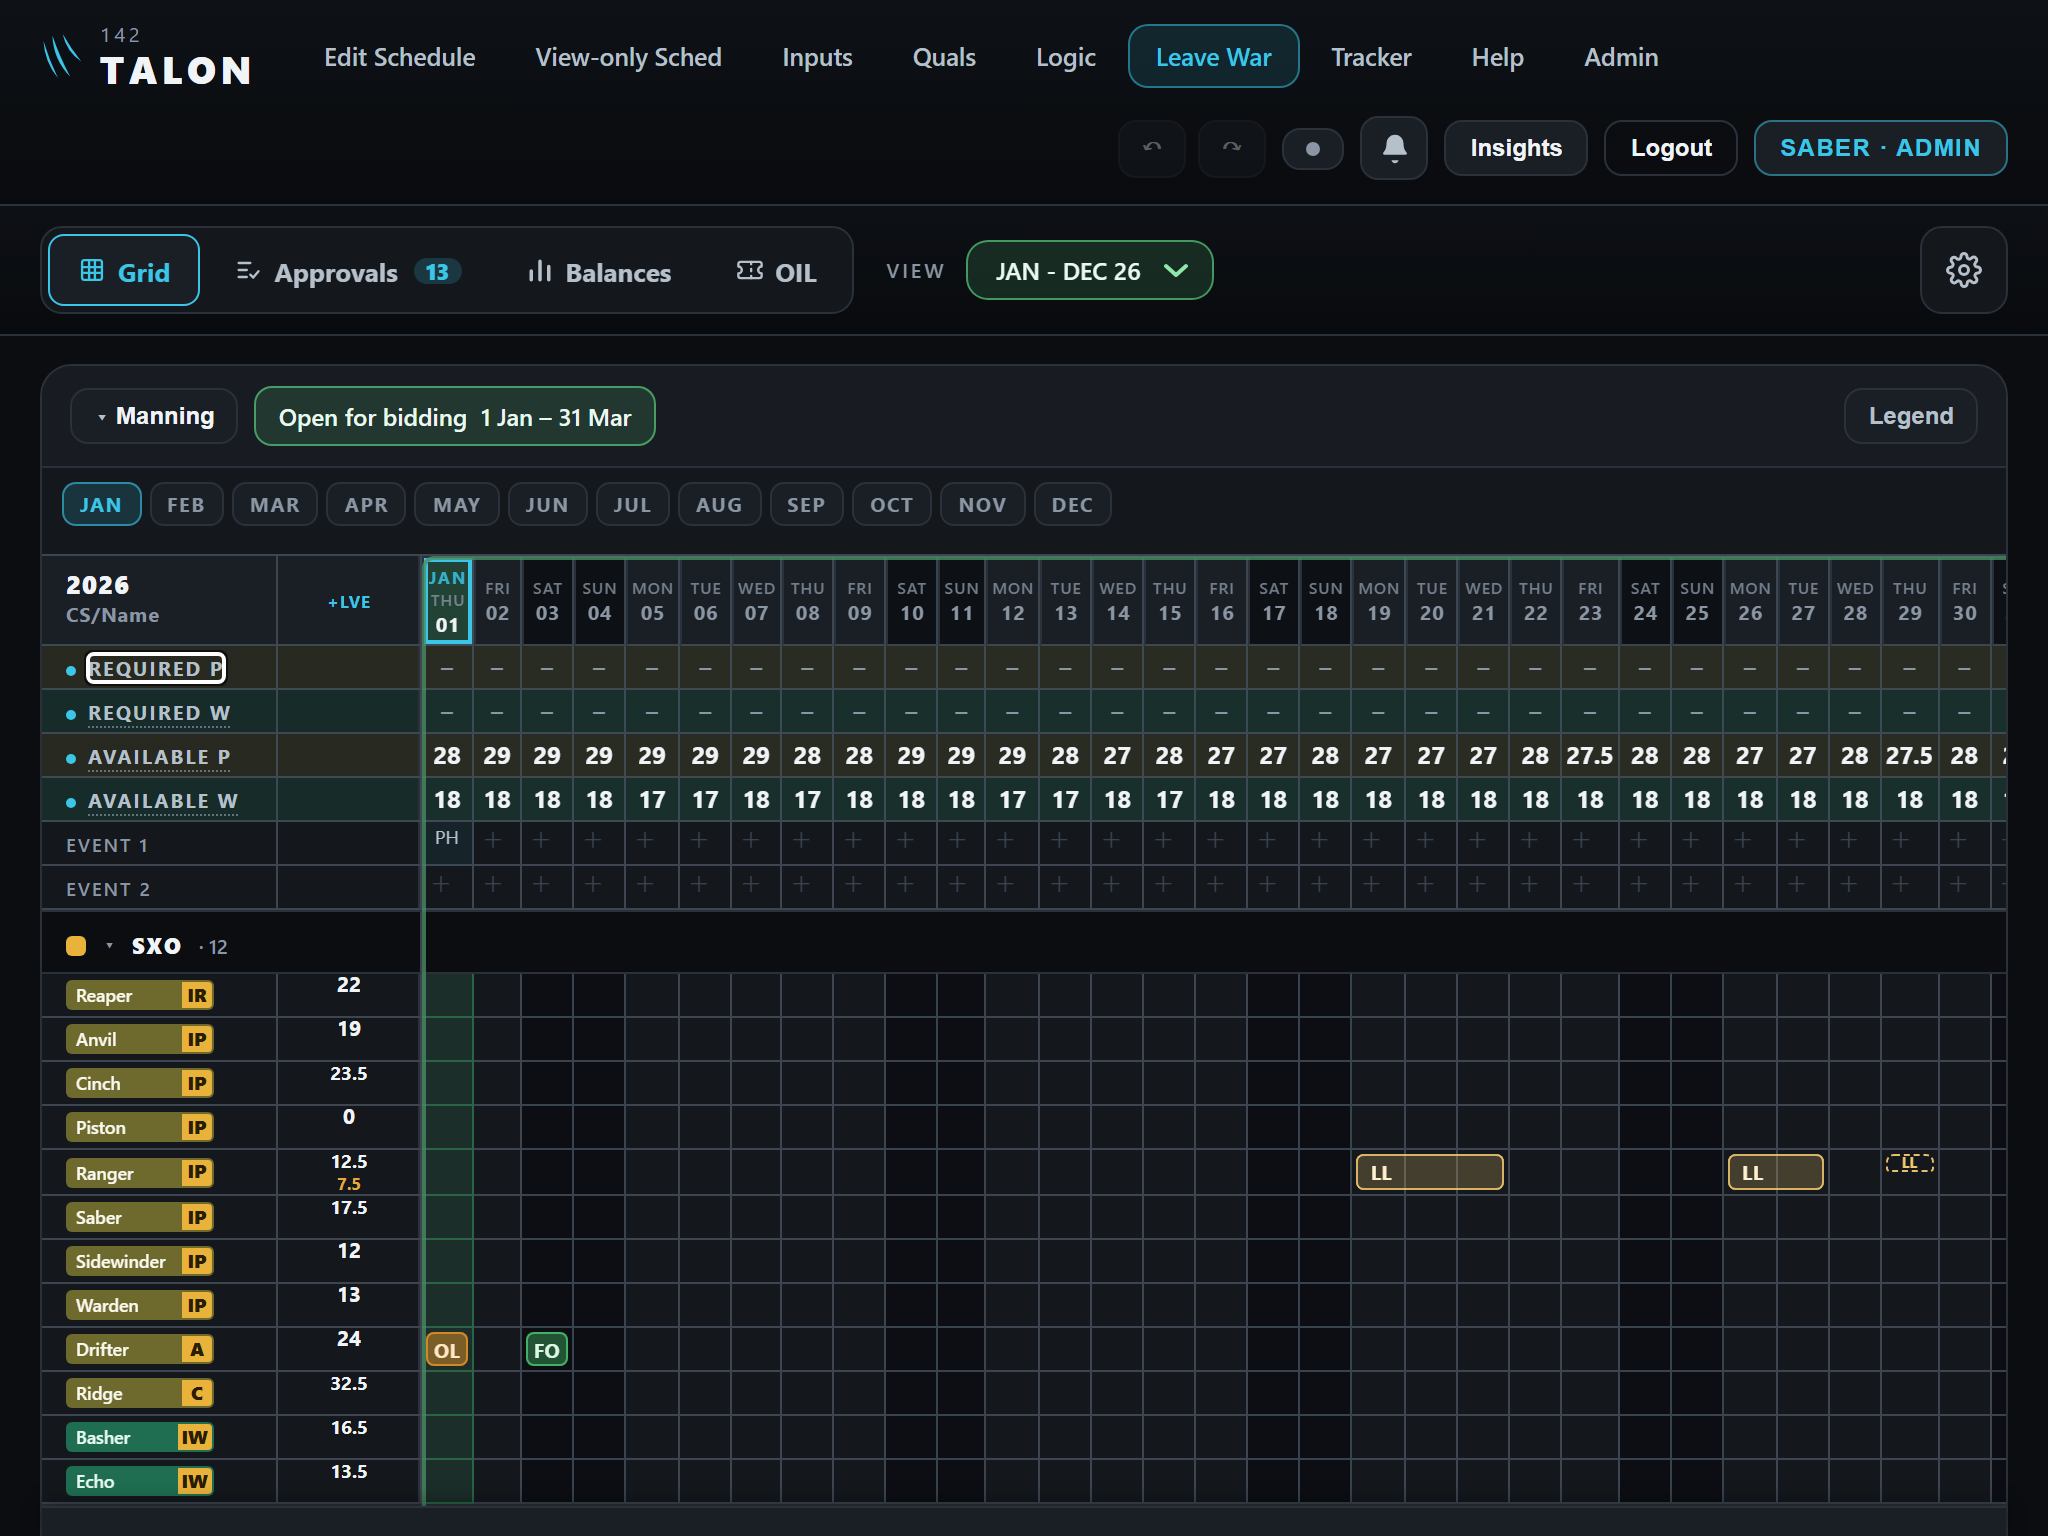 142
TALON
Edit Schedule View-only Sched Inputs Quals Logic Leave War Tracker Help Admin
Insights Logout SABER · ADMIN
Grid Approvals 13 Balances OIL VIEW JAN - DEC 26
Manning Open for bidding 1 Jan – 31 Mar Legend
JAN FEB MAR APR MAY JUN JUL AUG SEP OCT NOV DEC
2026
CS/Name
+LVE
JAN THU 01 FRI 02 SAT 03 SUN 04 MON 05 TUE 06 WED 07 THU 08 FRI 09 SAT 10 SUN 11 MON 12 TUE 13 WED 14 THU 15 FRI 16 SAT 17 SUN 18 MON 19 TUE 20 WED 21 THU 22 FRI 23 SAT 24 SUN 25 MON 26 TUE 27 WED 28 THU 29 FRI 30
REQUIRED P – – – – – – – – – – – – – – – – – – – – – – – – – – – – – –
REQUIRED W – – – – – – – – – – – – – – – – – – – – – – – – – – – – – –
AVAILABLE P 28 29 29 29 29 29 29 28 28 29 29 29 28 27 28 27 27 28 27 27 27 28 27.5 28 28 27 27 28 27.5 28
AVAILABLE W 18 18 18 18 17 17 18 17 18 18 18 17 17 18 17 18 18 18 18 18 18 18 18 18 18 18 18 18 18 18
EVENT 1 PH + + + + + + + + + + + + + + + + + + + + + + + + + + + + +
EVENT 2 + + + + + + + + + + + + + + + + + + + + + + + + + + + + + +
SXO · 12
Reaper IR 22
Anvil IP 19
Cinch IP 23.5
Piston IP 0
Ranger IP 12.5 LL LL LL
7.5
Saber IP 17.5
Sidewinder IP 12
Warden IP 13
Drifter A 24 OL FO
Ridge C 32.5
Basher IW 16.5
Echo IW 13.5